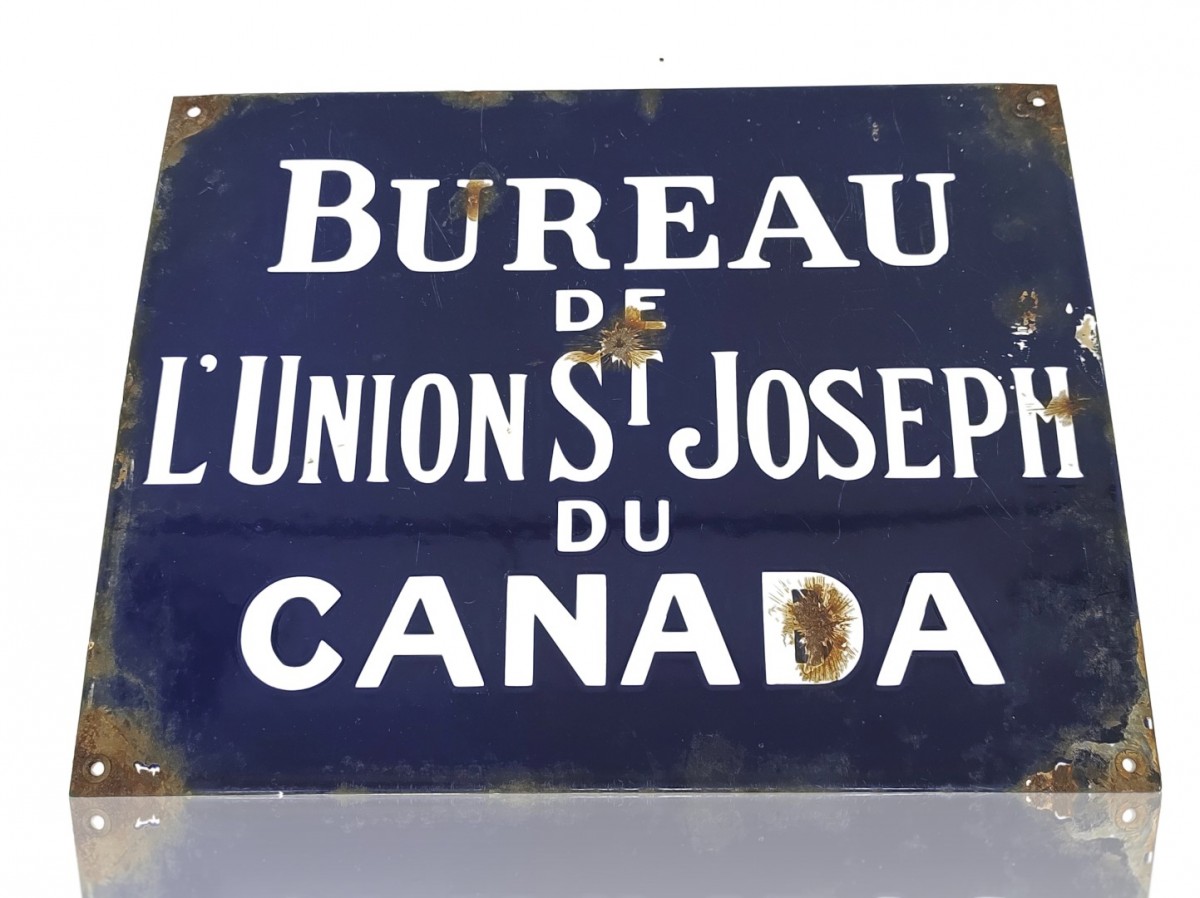 BUREAU
DE
L'UNION ST JOSEPH
DU
CANADA